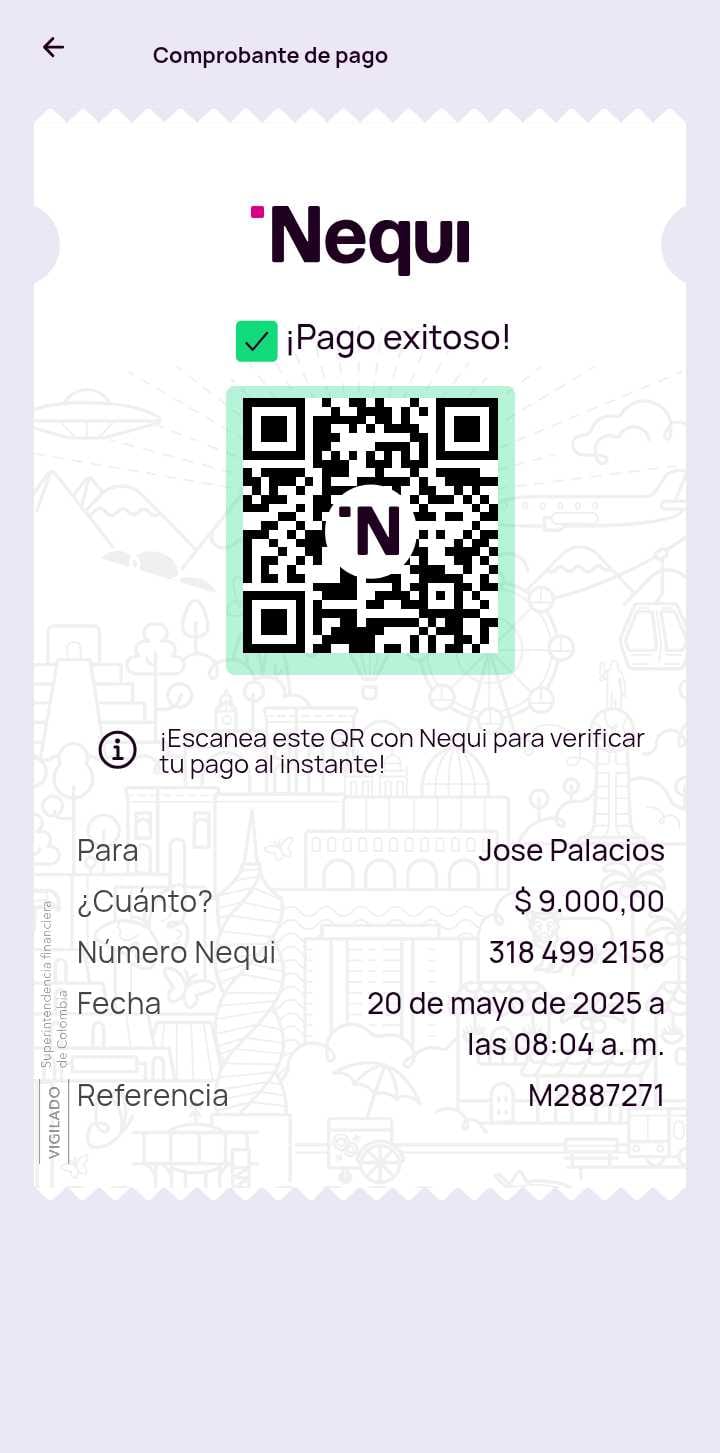 Comprobante de pago
Nequi
¡Pago exitoso!
N
¡Escanea este QR con Nequi para verificar
tu pago al instante!
Para Jose Palacios
¿Cuánto? $ 9.000,00
Número Nequi 318 499 2158
Fecha 20 de mayo de 2025 a
las 08:04 a. m.
Referencia M2887271
VIGILADO
Superintendencia financiera
de Colombia